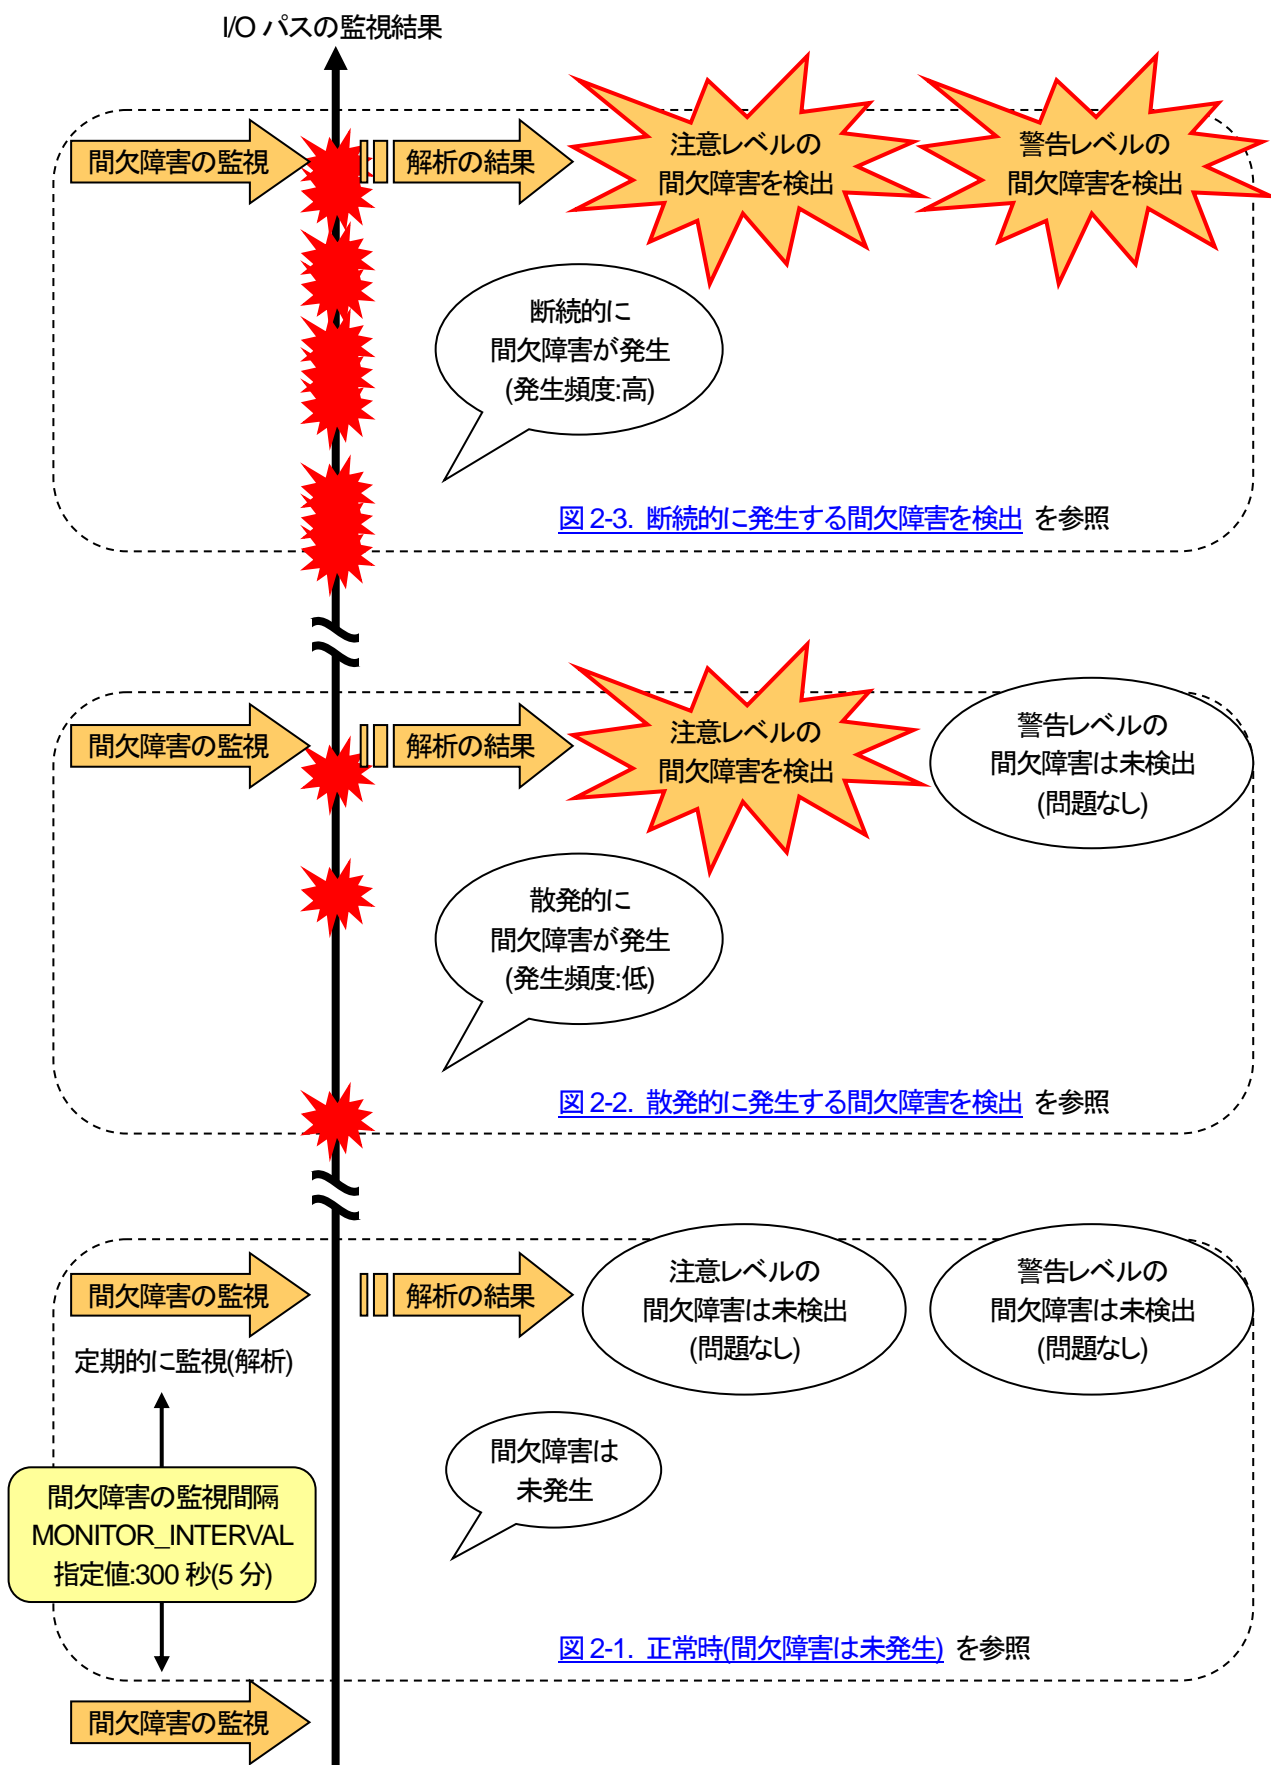 I/O パスの監視結果
間欠障害の監視
解析の結果
注意レベルの
間欠障害を検出
警告レベルの
間欠障害を検出
断続的に
間欠障害が発生
(発生頻度:高)
図 2-3. 断続的に発生する間欠障害を検出 を参照
間欠障害の監視
解析の結果
注意レベルの
間欠障害を検出
警告レベルの
間欠障害は未検出
(問題なし)
散発的に
間欠障害が発生
(発生頻度:低)
図 2-2. 散発的に発生する間欠障害を検出 を参照
間欠障害の監視
解析の結果
注意レベルの
間欠障害は未検出
(問題なし)
警告レベルの
間欠障害は未検出
(問題なし)
定期的に監視(解析)
間欠障害は
未発生
間欠障害の監視間隔
MONITOR_INTERVAL
指定値:300 秒(5 分)
図 2-1. 正常時(間欠障害は未発生) を参照
間欠障害の監視